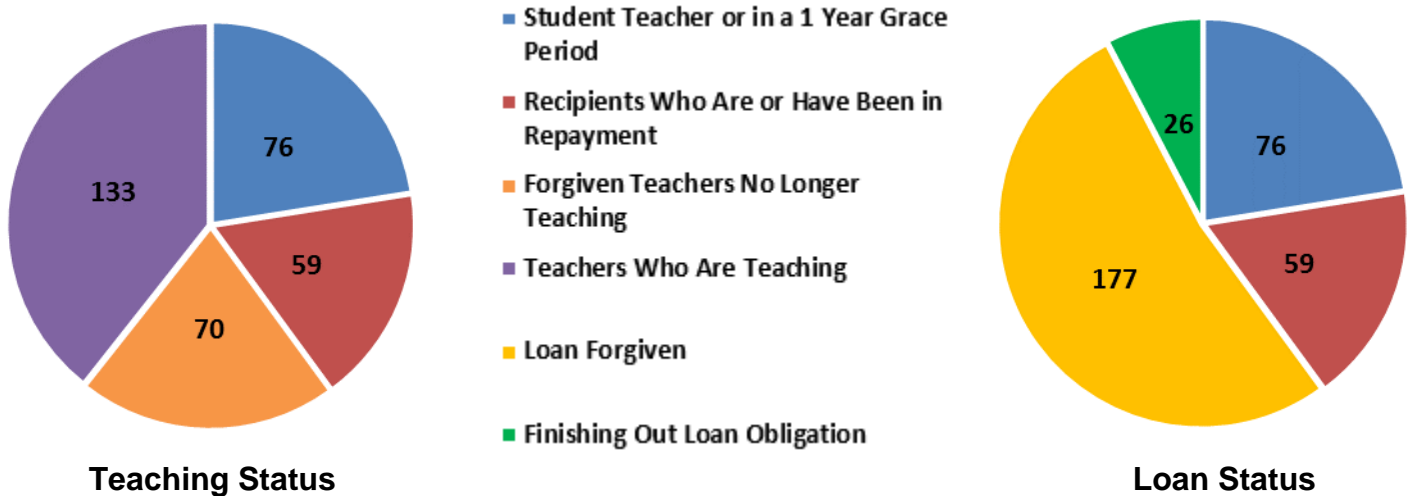 76
59
70
133
Teaching Status
Student Teacher or in a 1 Year Grace
Period
Recipients Who Are or Have Been in
Repayment
Forgiven Teachers No Longer
Teaching
Teachers Who Are Teaching
Loan Forgiven
Finishing Out Loan Obligation
26
76
59
177
Loan Status